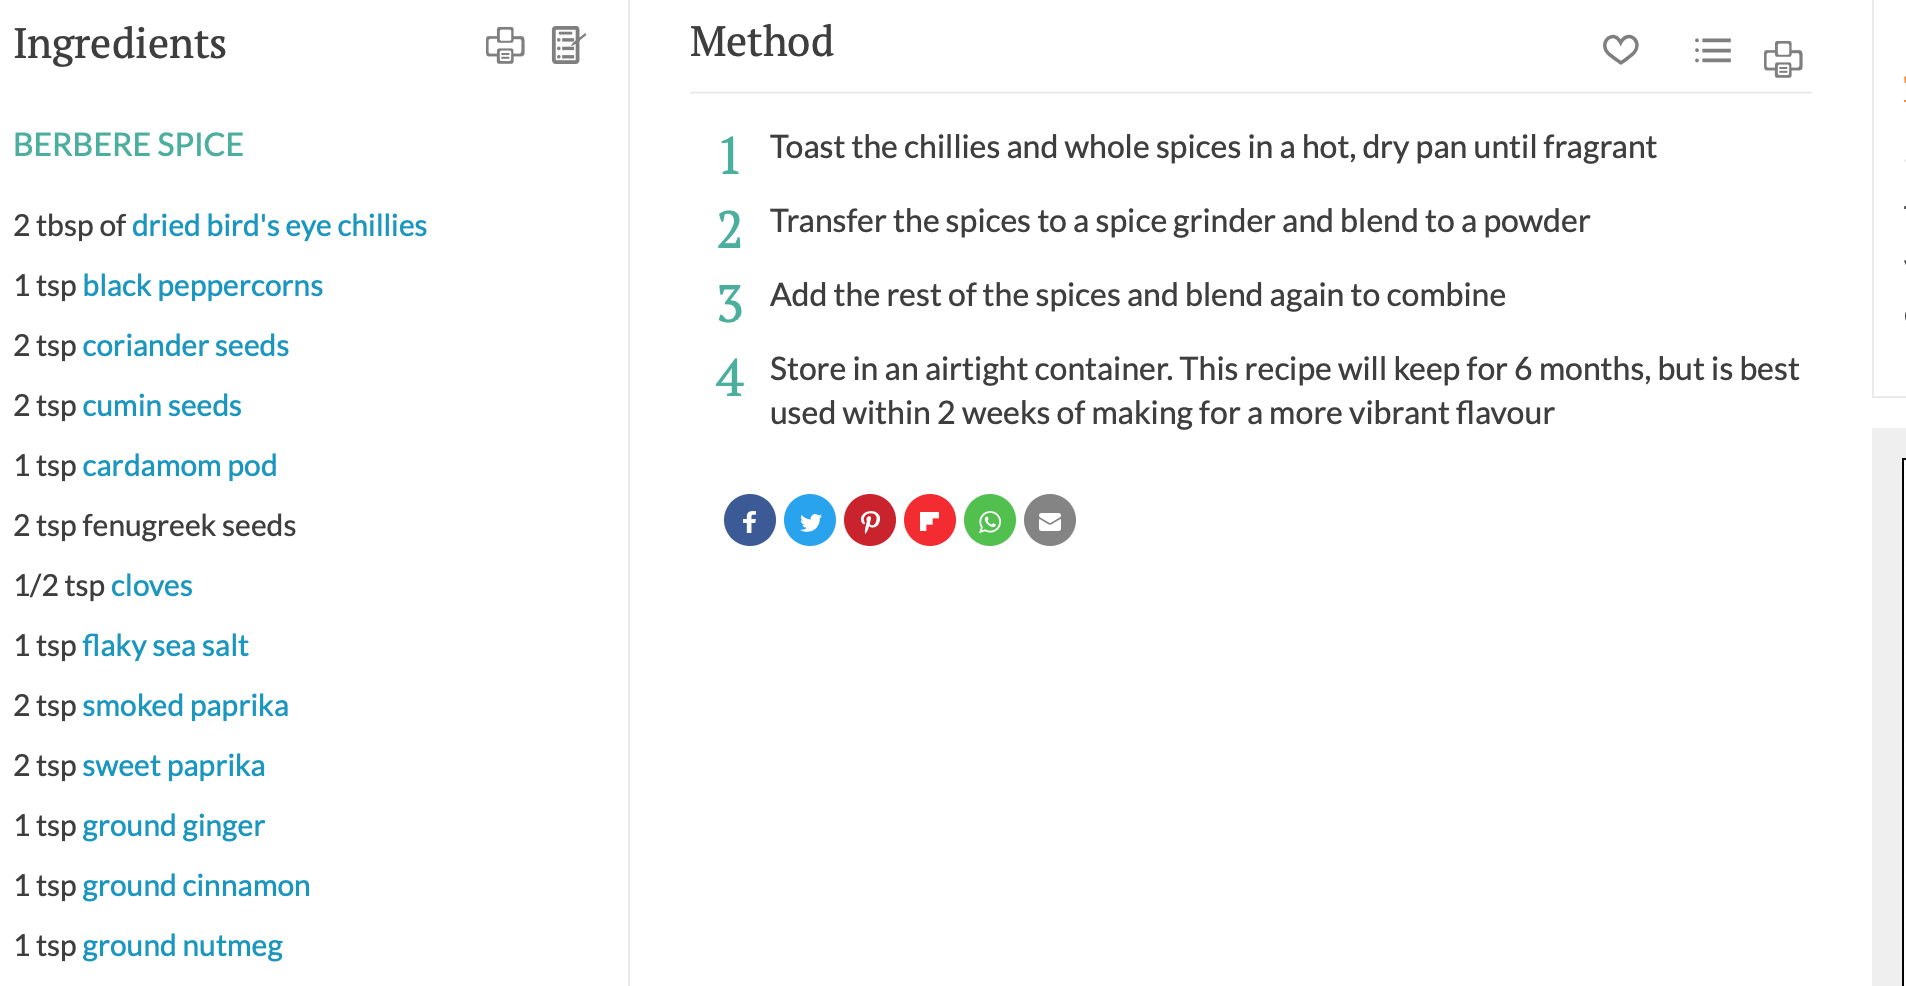 Ingredients
BERBERE SPICE
2 tbsp of dried bird's eye chillies
1 tsp black peppercorns
2 tsp coriander seeds
2 tsp cumin seeds
1 tsp cardamom pod
2 tsp fenugreek seeds
1/2 tsp cloves
1 tsp flaky sea salt
2 tsp smoked paprika
2 tsp sweet paprika
1 tsp ground ginger
1 tsp ground cinnamon
1 tsp ground nutmeg
Method
1 Toast the chillies and whole spices in a hot, dry pan until fragrant
2 Transfer the spices to a spice grinder and blend to a powder
3 Add the rest of the spices and blend again to combine
4 Store in an airtight container. This recipe will keep for 6 months, but is best
used within 2 weeks of making for a more vibrant flavour